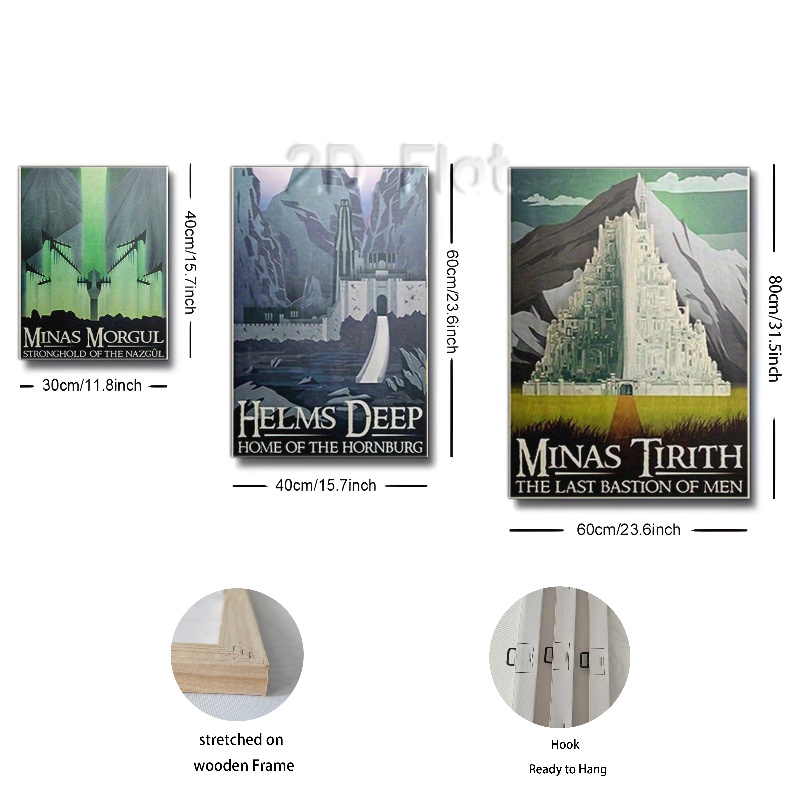 2D Flat
40cm/15.7inch
MINAS MORGUL
STRONGHOLD OF THE NAZGÛL
30cm/11.8inch
60cm/23.6inch
HELMS DEEP
HOME OF THE HORNBURG
40cm/15.7inch
80cm/31.5inch
MINAS TIRITH
THE LAST BASTION OF MEN
60cm/23.6inch
stretched on
wooden Frame
Hook
Ready to Hang